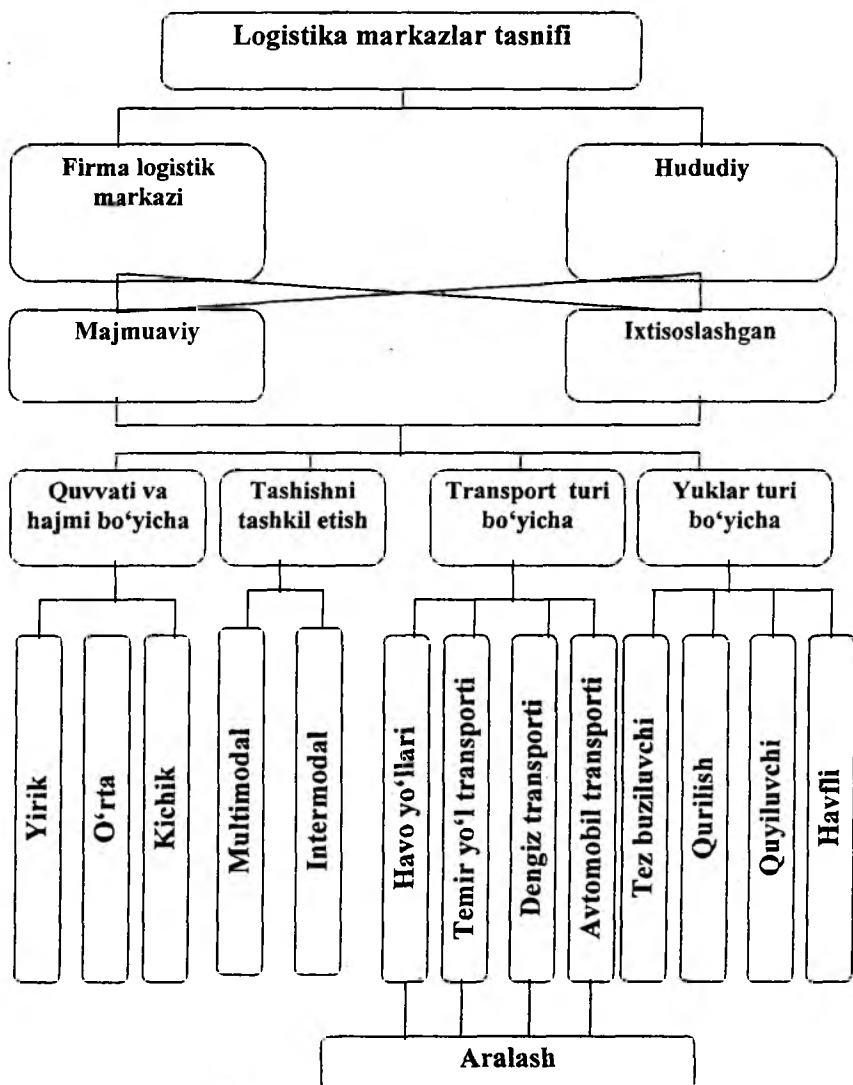 Logistika markazlar tasnifi
Firma logistik
markazi
Hududiy
Majmuaviy
Ixtisoslashgan
Quvvati va
hajmi bo‘yicha
Tashishni
tashkil etish
Transport turi
bo‘yicha
Yuklar turi
bo‘yicha
Yirik
O‘rta
Kichik
Multimodal
Intermodal
Havo yo‘llari
Temir yo‘l transporti
Dengiz transporti
Avtomobil transporti
Tez buziluvchi
Qurilish
Quyiluvchi
Havfli
Aralash